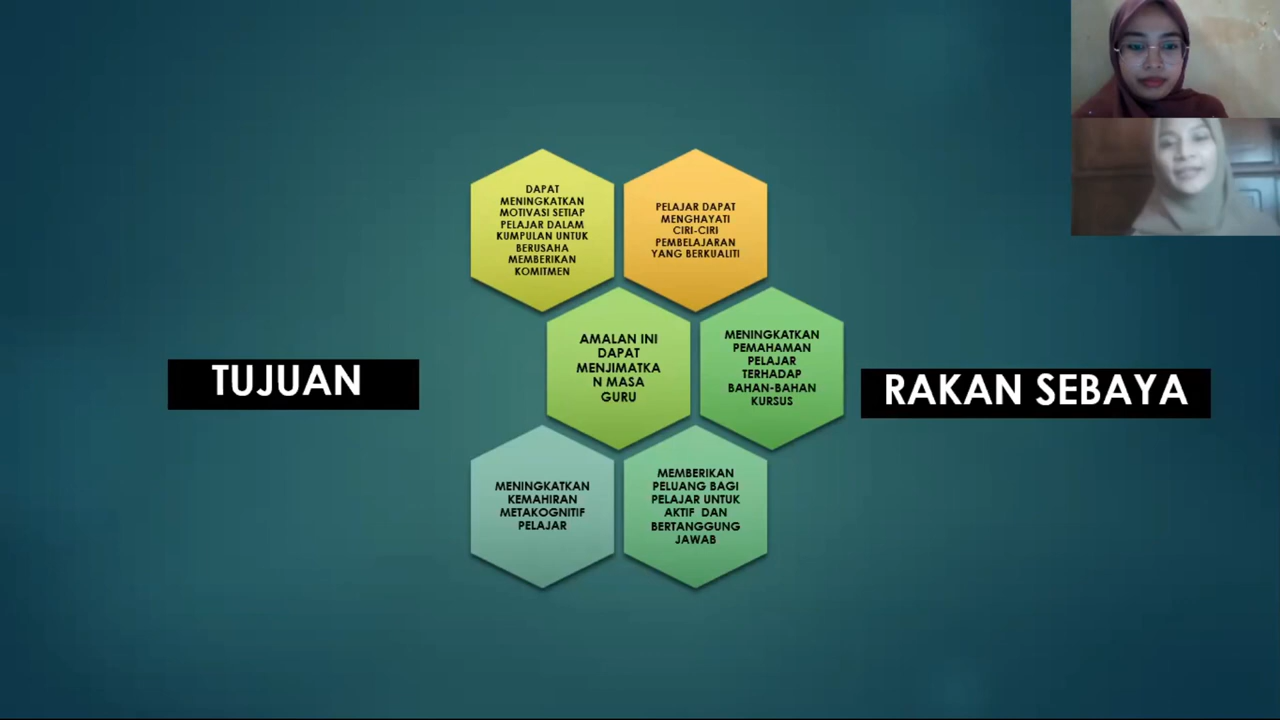 DAPAT
MENINGKATKAN
MOTIVASI SETIAP
PELAJAR DALAM
KUMPULAN UNTUK
BERUSAHA
MEMBERIKAN
KOMITMEN
PELAJAR DAPAT
MENGHAYATI
CIRI-CIRI
PEMBELAJARAN
YANG BERKUALITI
TUJUAN
AMALAN INI
DAPAT
MENJIMATKA
N MASA
GURU
MENINGKATKAN
PEMAHAMAN
PELAJAR
TERHADAP
BAHAN-BAHAN
KURSUS
RAKAN SEBAYA
MENINGKATKAN
KEMAHIRAN
METAKOGNITIF
PELAJAR
MEMBERIKAN
PELUANG BAGI
PELAJAR UNTUK
AKTIF DAN
BERTANGGUNG
JAWAB